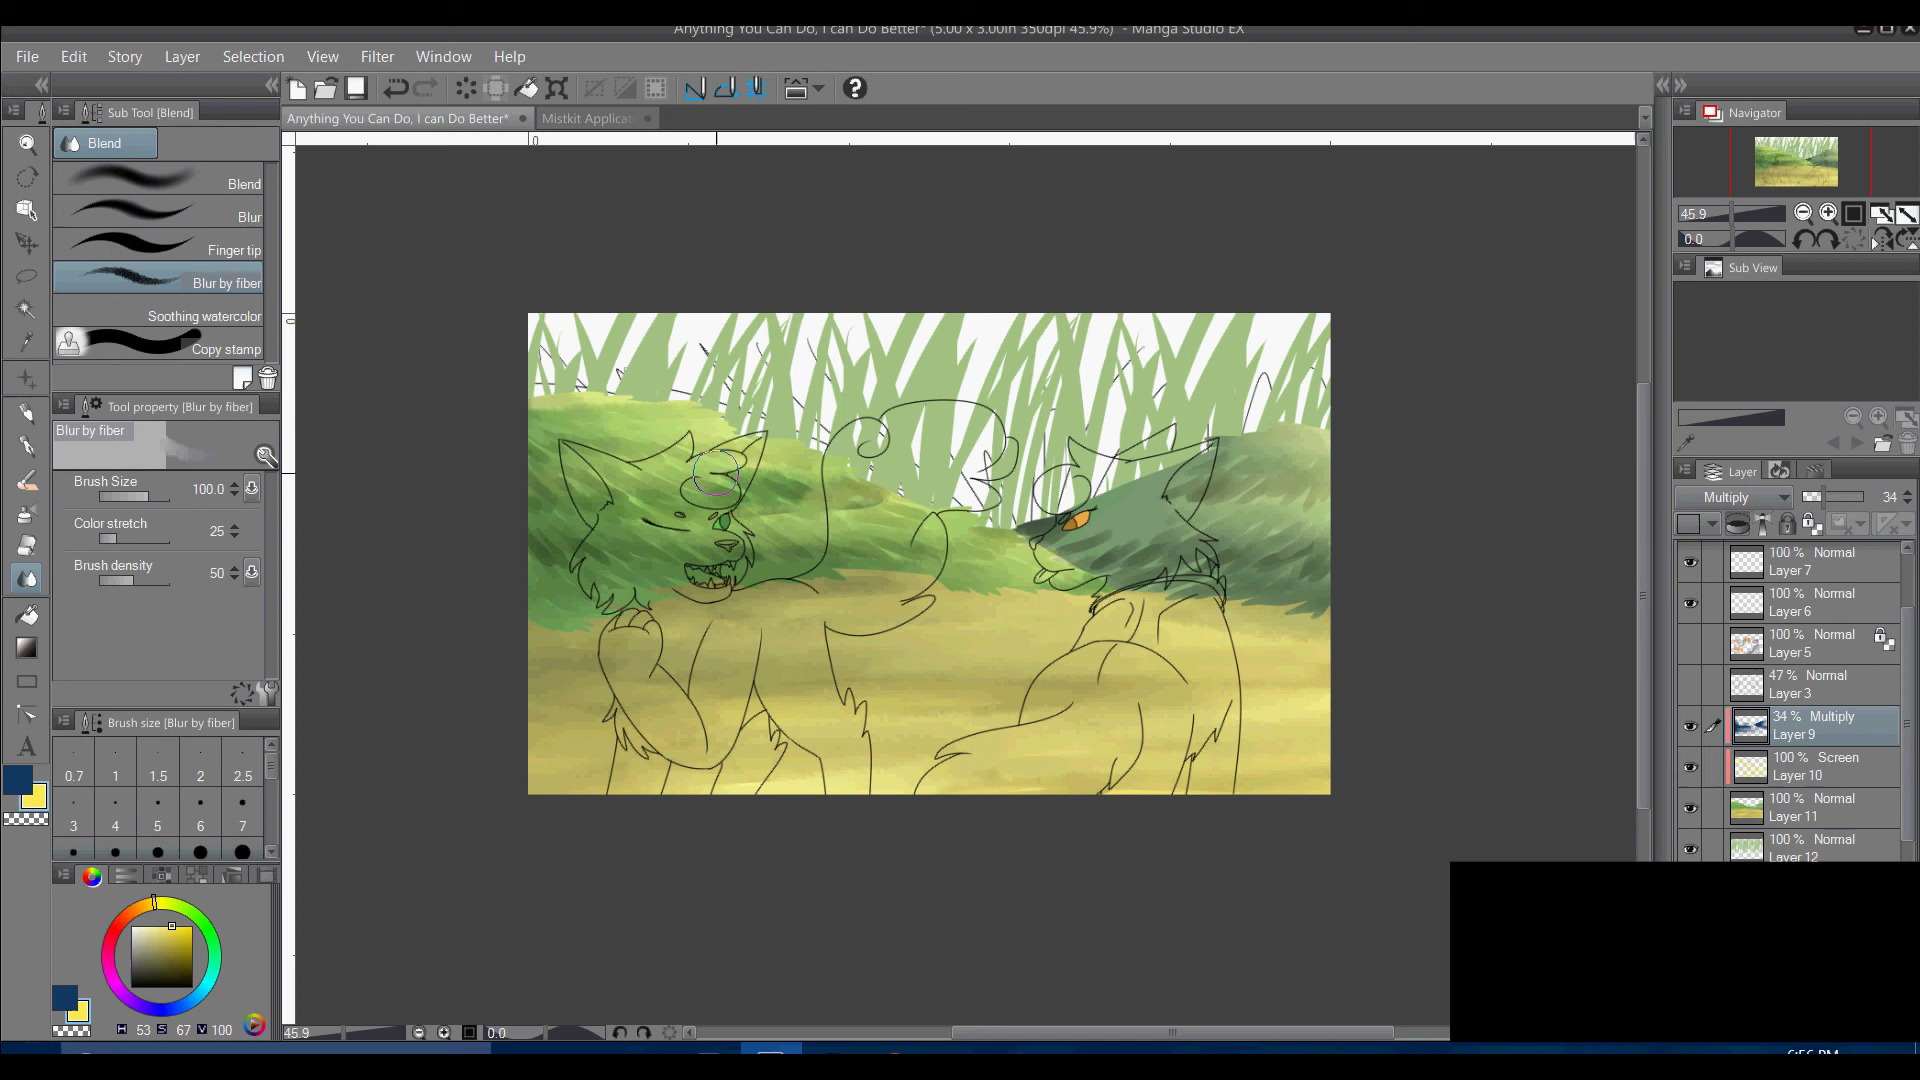 Anything You Can Do, I can Do Better* (5.00 x 3.00in 350dpi 45.9%) - Manga Studio EX
File Edit Story Layer Selection View Filter Window Help
Sub Tool [Blend]
Anything You Can Do, I can Do Better*
Mistkit Applicat
Blend
Blend
Blur
Finger tip
Blur by fiber
Soothing watercolor
Copy stamp
Tool property [Blur by fiber]
Blur by fiber
Brush Size 100.0
Color stretch 25
Brush density 50
Brush size [Blur by fiber]
0.7 1 1.5 2 2.5
3 4 5 6 7
H 53 S 67 V 100
0
0
45.9 0.0
Navigator
45.9
0.0
Sub View
Layer
Multiply 34
100 % Normal
Layer 7
100 % Normal
Layer 6
100 % Normal
Layer 5
47 % Normal
Layer 3
34 % Multiply
Layer 9
100 % Screen
Layer 10
100 % Normal
Layer 11
100 % Normal
Layer 12
6:56 PM